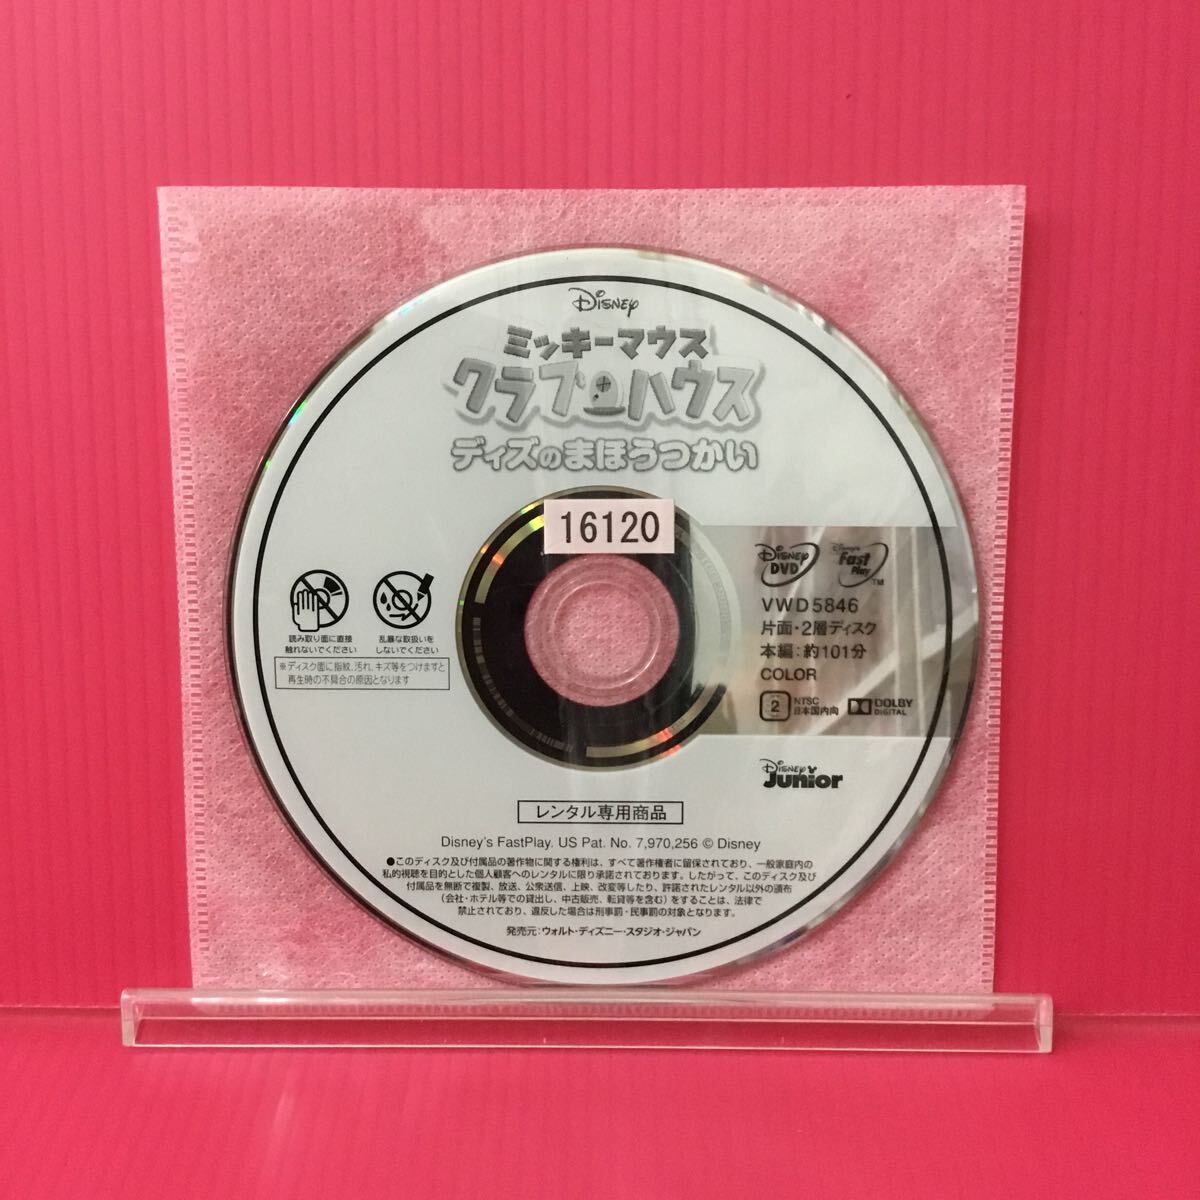 Disney
ミッキーマウス
クラブハウス
ディズのまほうつかい
16120
Disney DVD
Disney's Fast Play ™
VWD5846
片面・2層ディスク
本編:約101分
COLOR
2 NTSC 日本国内向
DOLBY DIGITAL
読み取り面に直接
触れないでください
乱暴な取扱いを
しないでください
※ディスク面に指紋、汚れ、キズ等をつけますと
再生時の不具合の原因となります
Disney Junior
レンタル専用商品
Disney's FastPlay. US Pat. No. 7,970,256 © Disney
●このディスク及び付属品の著作物に関する権利は、すべて著作権者に留保されており、一般家庭内の
私的視聴を目的とした個人顧客へのレンタルに限り承諾されております。したがって、このディスク及び
付属品を無断で複製、放送、公衆送信、上映、改変等したり、許諾されたレンタル以外の頒布
(会社・ホテル等での貸出し、中古販売、転貸等を含む)をすることは、法律で
禁止されており、違反した場合は刑事罰・民事罰の対象となります。
発売元:ウォルト・ディズニー・スタジオ・ジャパン